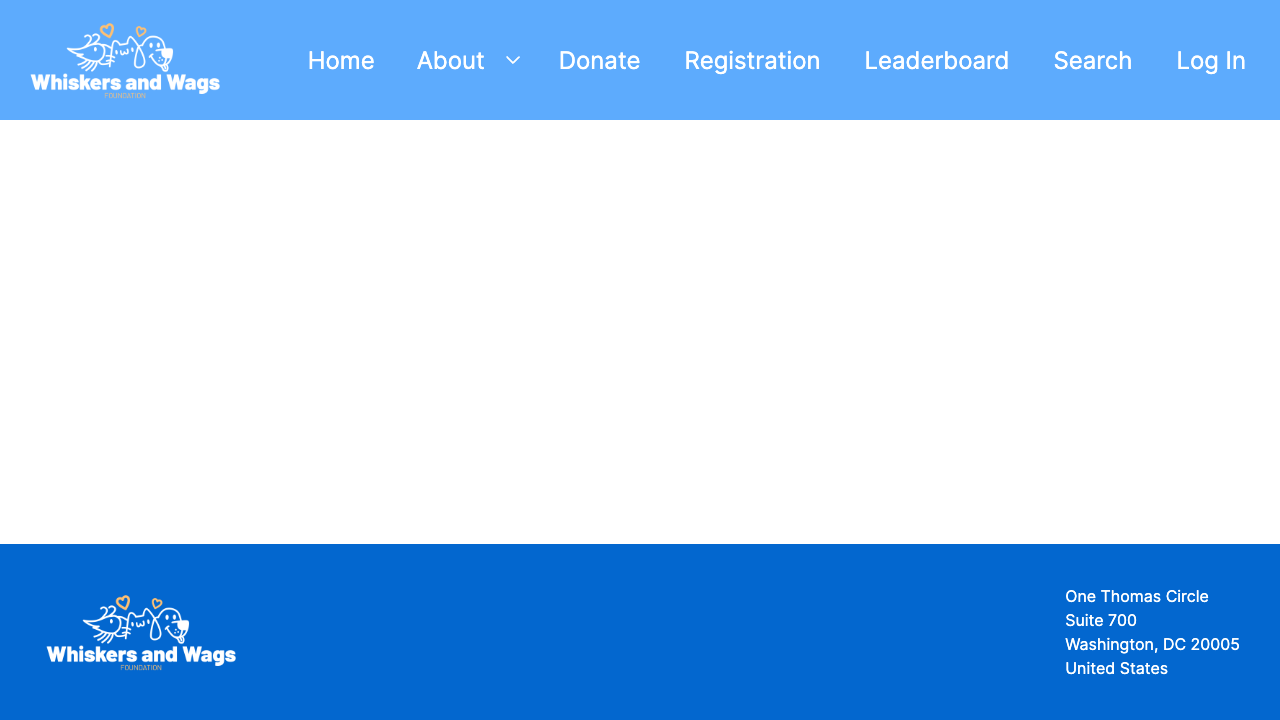 Whiskers and Wags
FOUNDATION
Home
About
Donate
Registration
Leaderboard
Search
Log In
Whiskers and Wags
FOUNDATION
One Thomas Circle
Suite 700
Washington, DC 20005
United States